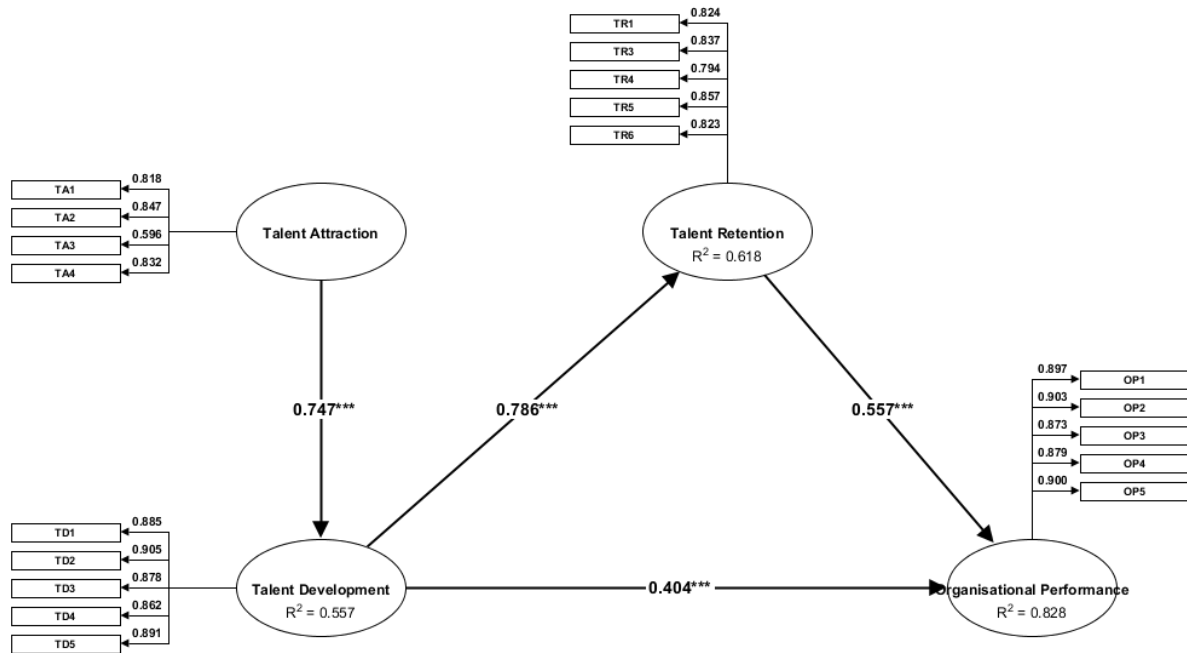 TR1 0.824
TR3 0.837
TR4 0.794
TR5 0.857
TR6 0.823
TA1 0.818
TA2 0.847
TA3 0.596
TA4 0.832
Talent Attraction
Talent Retention
R² = 0.618
0.897 OP1
0.903 OP2
0.873 OP3
0.879 OP4
0.900 OP5
0.747***
0.786***
0.557***
TD1 0.885
TD2 0.905
TD3 0.878
TD4 0.862
TD5 0.891
Talent Development
R² = 0.557
0.404***
Organisational Performance
R² = 0.828